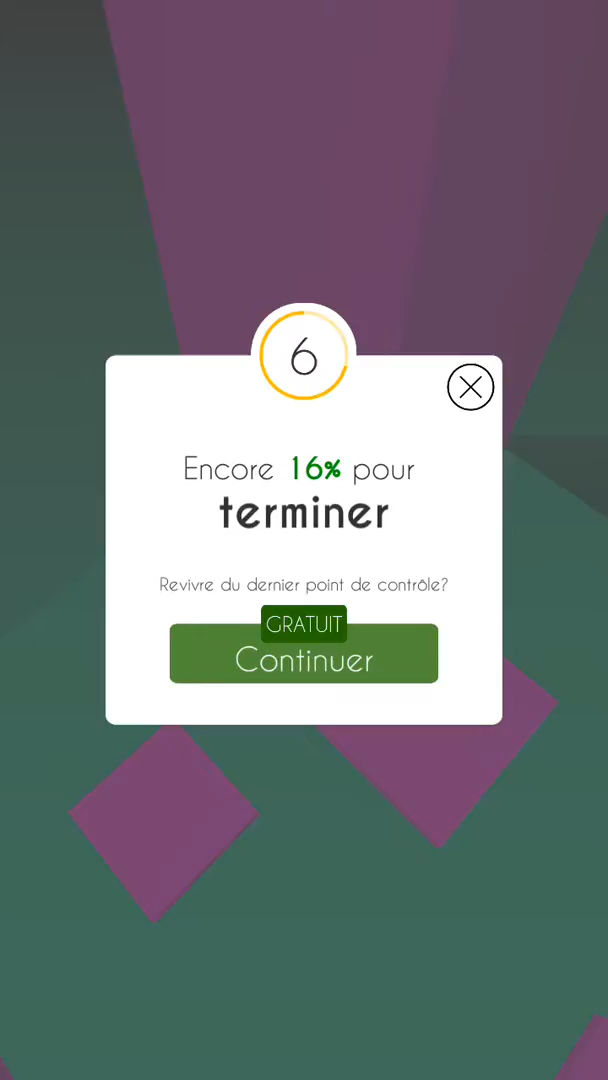 6
Encore 16% pour
terminer
Revivre du dernier point de contrôle?
GRATUIT
Continuer